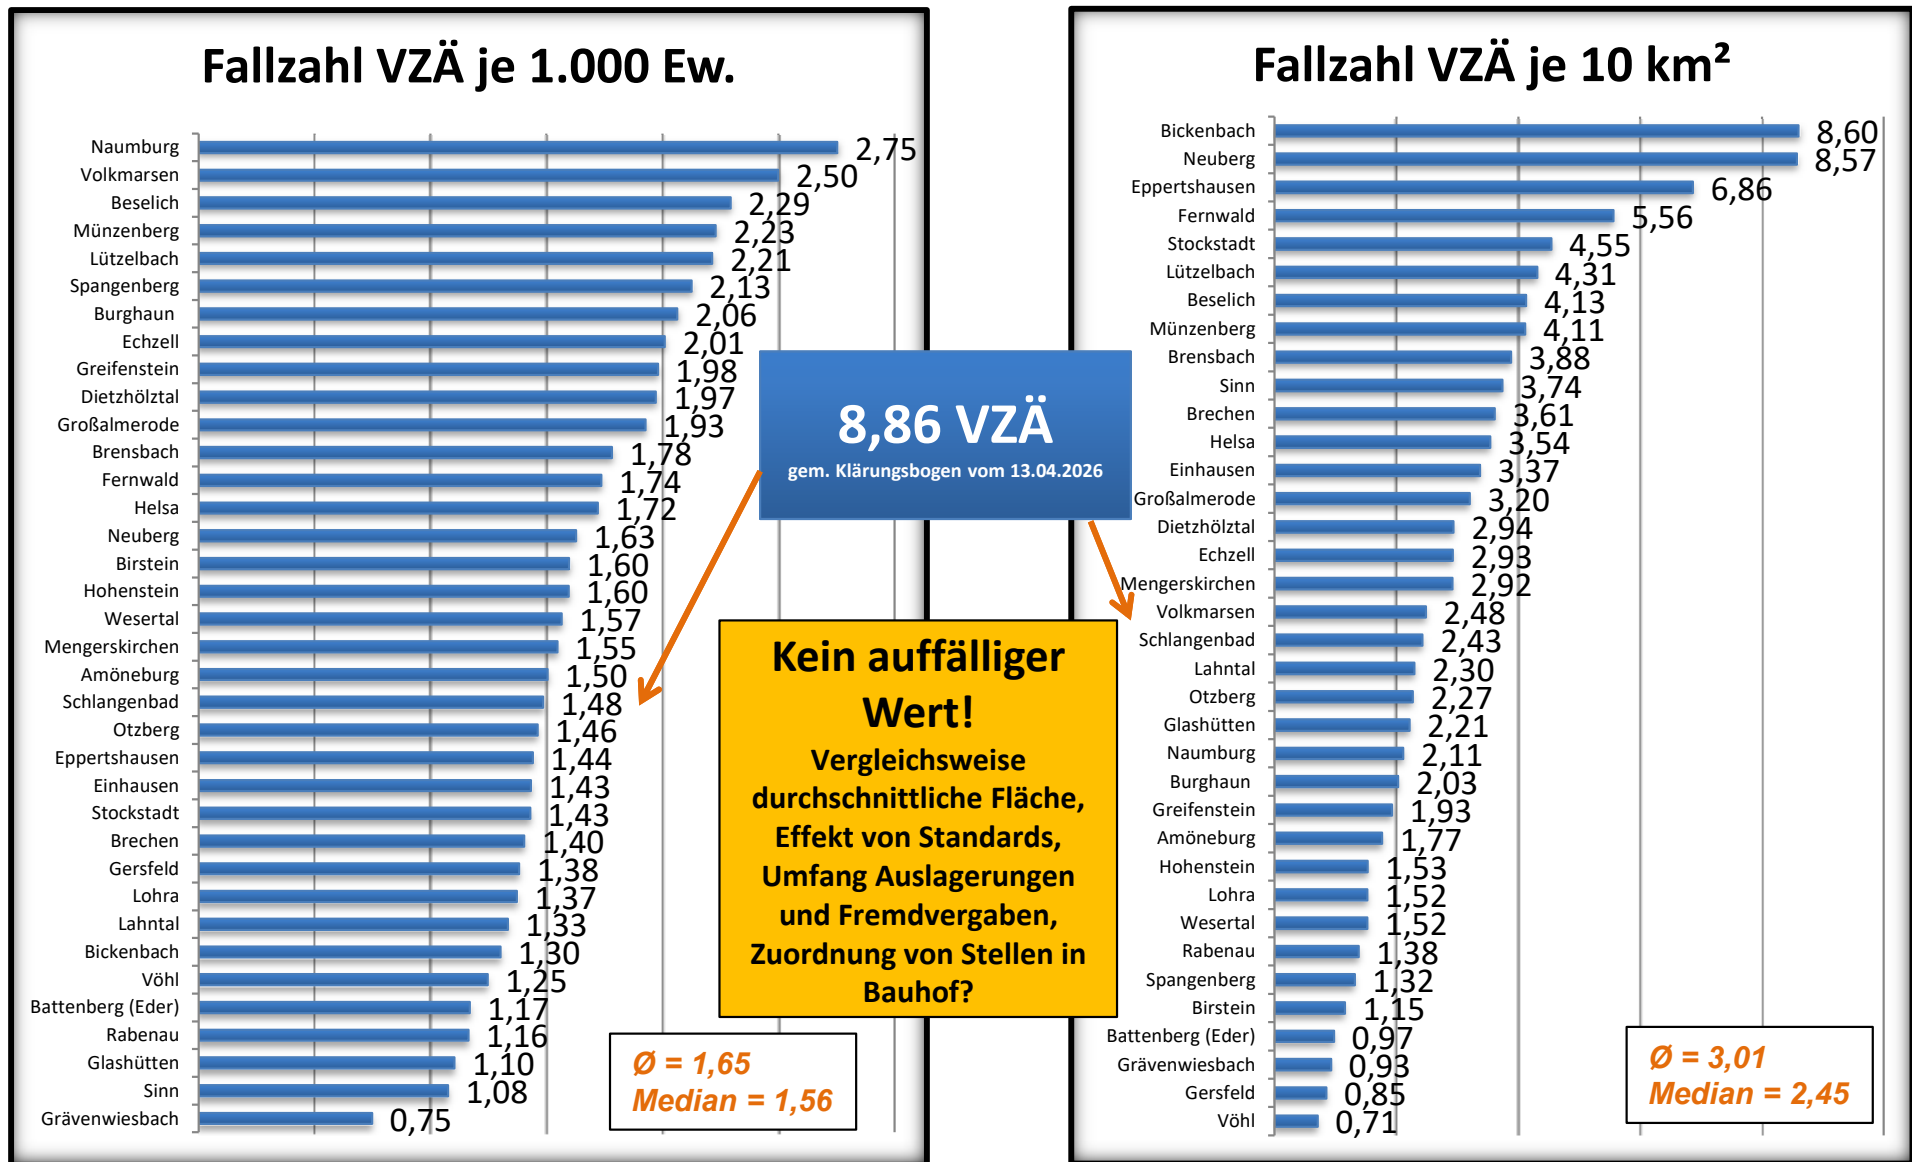 Fallzahl VZÄ je 1.000 Ew.
Naumburg 2,75
Volkmarsen 2,50
Beselich 2,29
Münzenberg 2,23
Lützelbach 2,21
Spangenberg 2,13
Burghaun 2,06
Echzell 2,01
Greifenstein 1,98
Dietzhölztal 1,97
Großalmerode 1,93
Brensbach 1,78
Fernwald 1,74
Helsa 1,72
Neuberg 1,63
Birstein 1,60
Hohenstein 1,60
Wesertal 1,57
Mengerskirchen 1,55
Amöneburg 1,50
Schlangenbad 1,48
Otzberg 1,46
Eppertshausen 1,44
Einhausen 1,43
Stockstadt 1,43
Brechen 1,40
Gersfeld 1,38
Lohra 1,37
Lahntal 1,33
Bickenbach 1,30
Vöhl 1,25
Battenberg (Eder) 1,17
Rabenau 1,16
Glashütten 1,10
Sinn 1,08
Grävenwiesbach 0,75
Ø = 1,65
Median = 1,56
8,86 VZÄ
gem. Klärungsbogen vom 13.04.2026
Kein auffälliger
Wert!
Vergleichsweise
durchschnittliche Fläche,
Effekt von Standards,
Umfang Auslagerungen
und Fremdvergaben,
Zuordnung von Stellen in
Bauhof?
Fallzahl VZÄ je 10 km²
Bickenbach 8,60
Neuberg 8,57
Eppertshausen 6,86
Fernwald 5,56
Stockstadt 4,55
Lützelbach 4,31
Beselich 4,13
Münzenberg 4,11
Brensbach 3,88
Sinn 3,74
Brechen 3,61
Helsa 3,54
Einhausen 3,37
Großalmerode 3,20
Dietzhölztal 2,94
Echzell 2,93
Mengerskirchen 2,92
Volkmarsen 2,48
Schlangenbad 2,43
Lahntal 2,30
Otzberg 2,27
Glashütten 2,21
Naumburg 2,11
Burghaun 2,03
Greifenstein 1,93
Amöneburg 1,77
Hohenstein 1,53
Lohra 1,52
Wesertal 1,52
Rabenau 1,38
Spangenberg 1,32
Birstein 1,15
Battenberg (Eder) 0,97
Grävenwiesbach 0,93
Gersfeld 0,85
Vöhl 0,71
Ø = 3,01
Median = 2,45